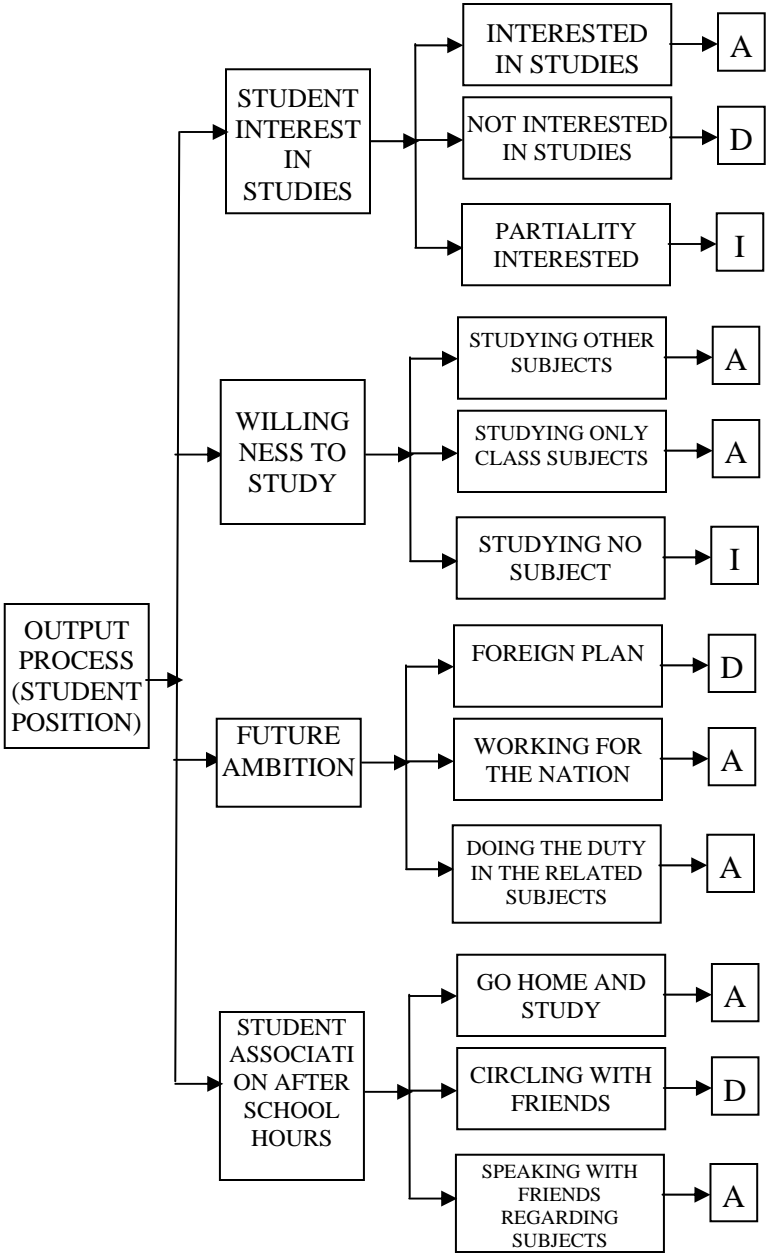 OUTPUT
PROCESS
(STUDENT
POSITION)
STUDENT
INTEREST
IN
STUDIES
INTERESTED
IN STUDIES
A
NOT INTERESTED
IN STUDIES
D
PARTIALITY
INTERESTED
I
WILLING
NESS TO
STUDY
STUDYING OTHER
SUBJECTS
A
STUDYING ONLY
CLASS SUBJECTS
A
STUDYING NO
SUBJECT
I
FUTURE
AMBITION
FOREIGN PLAN
D
WORKING FOR
THE NATION
A
DOING THE DUTY
IN THE RELATED
SUBJECTS
A
STUDENT
ASSOCIATI
ON AFTER
SCHOOL
HOURS
GO HOME AND
STUDY
A
CIRCLING WITH
FRIENDS
D
SPEAKING WITH
FRIENDS
REGARDING
SUBJECTS
A